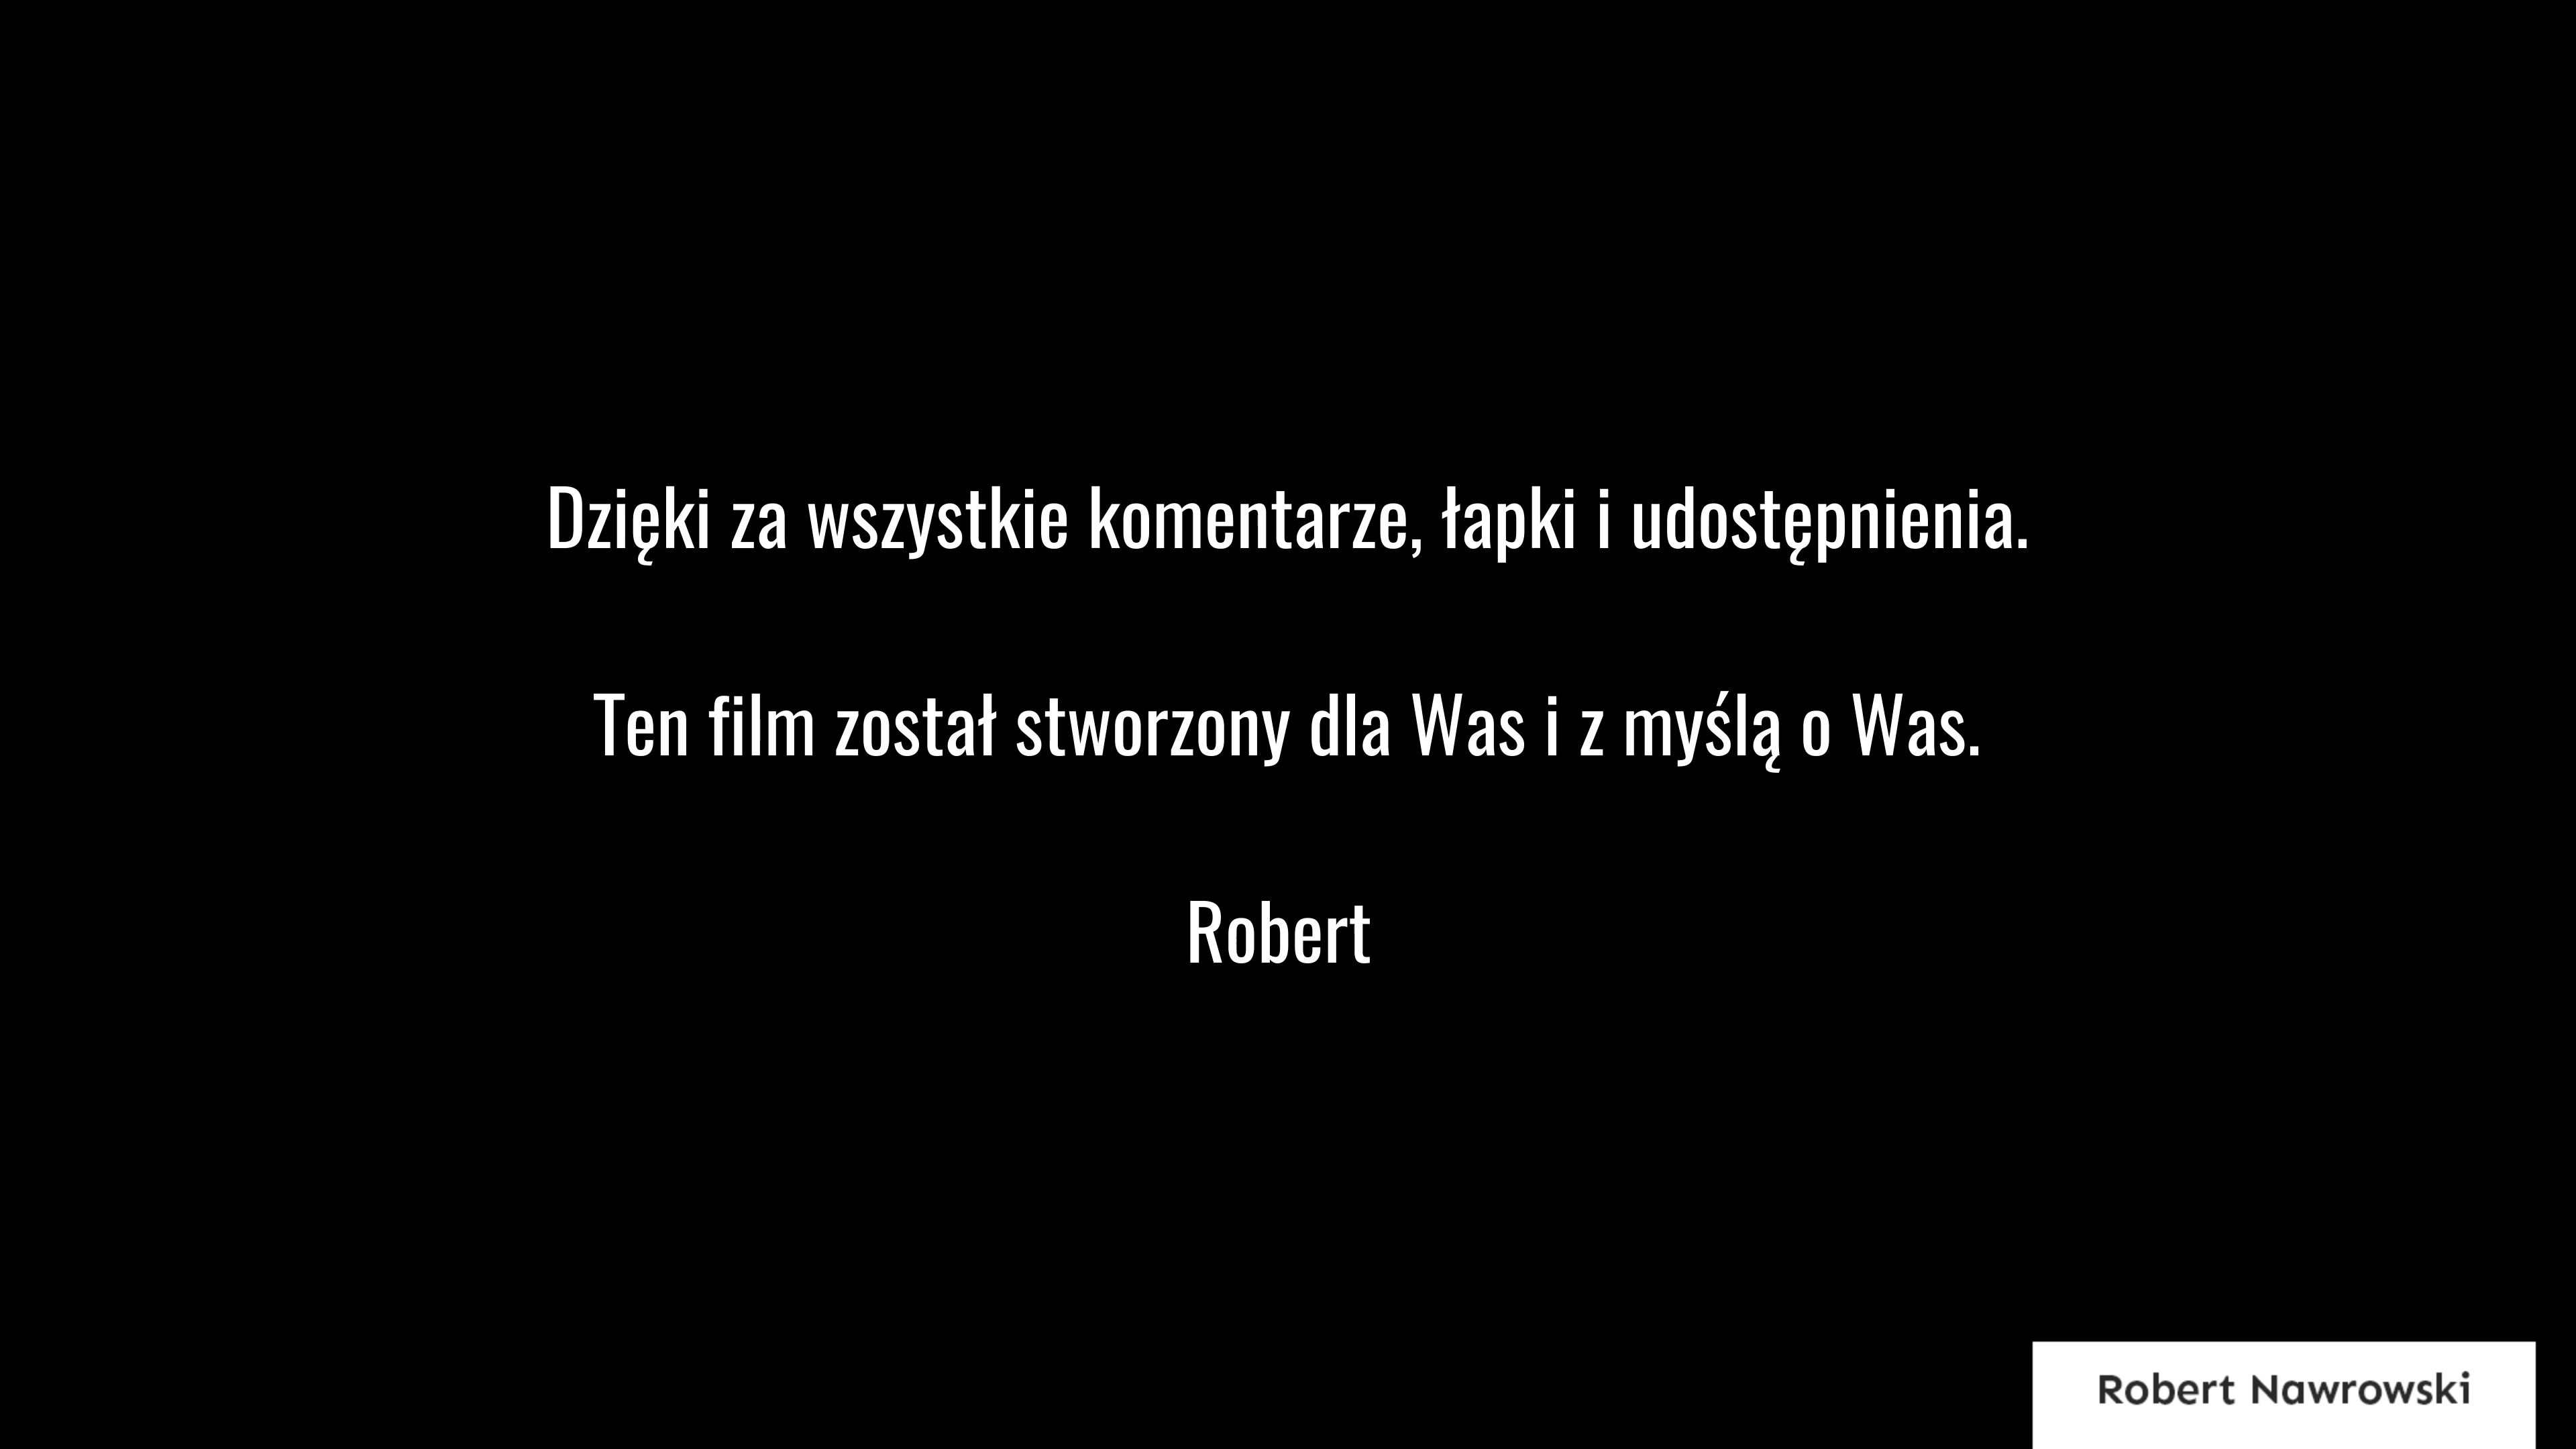 Dzięki za wszystkie komentarze, łapki i udostępnienia.
Ten film został stworzony dla Was i z myślą o Was.
Robert
Robert Nawrowski